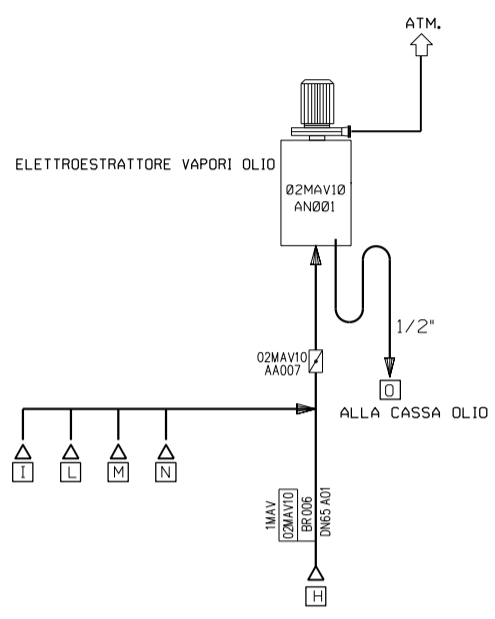 ATM.
ELETTROESTRATTORE VAPORI OLIO
02MAV10
AN001
1/2"
02MAV10
AA007
O
ALLA CASSA OLIO
I
L
M
N
1MAV
02MAV10
BR006
DN65 A01
H